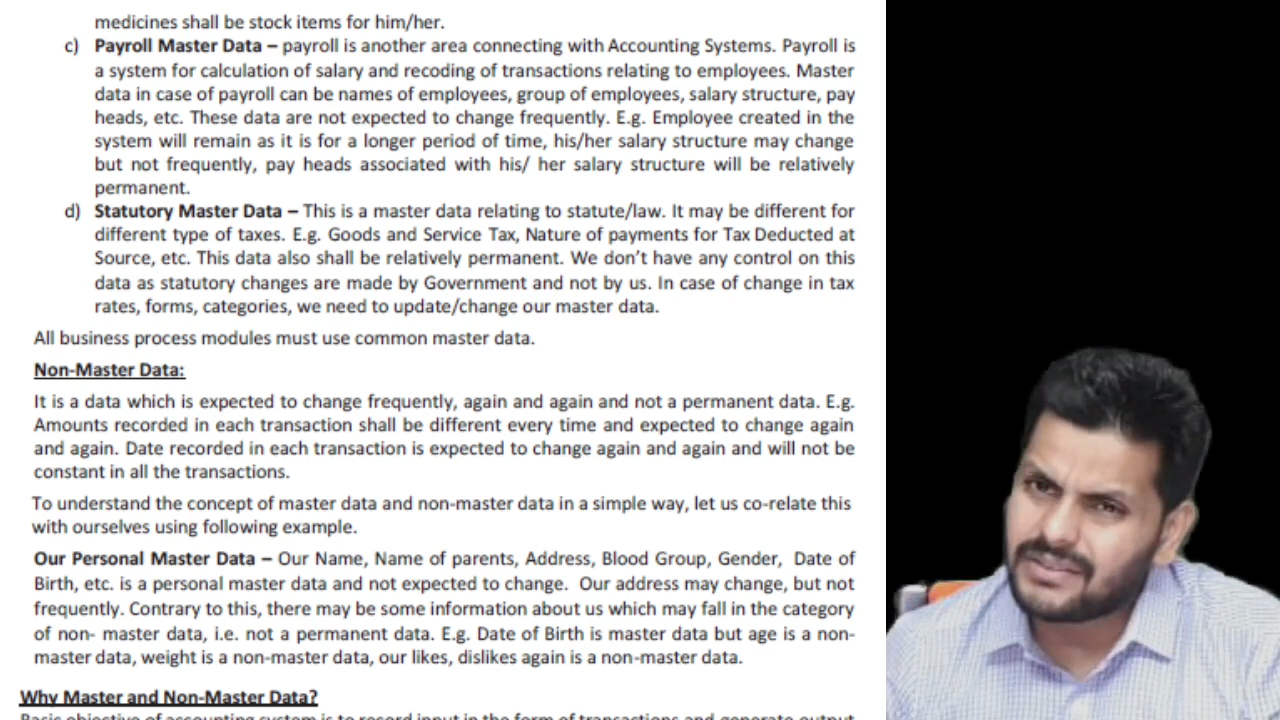 medicines shall be stock items for him/her.
c) Payroll Master Data – payroll is another area connecting with Accounting Systems. Payroll is
a system for calculation of salary and recoding of transactions relating to employees. Master
data in case of payroll can be names of employees, group of employees, salary structure, pay
heads, etc. These data are not expected to change frequently. E.g. Employee created in the
system will remain as it is for a longer period of time, his/her salary structure may change
but not frequently, pay heads associated with his/ her salary structure will be relatively
permanent.
d) Statutory Master Data – This is a master data relating to statute/law. It may be different for
different type of taxes. E.g. Goods and Service Tax, Nature of payments for Tax Deducted at
Source, etc. This data also shall be relatively permanent. We don’t have any control on this
data as statutory changes are made by Government and not by us. In case of change in tax
rates, forms, categories, we need to update/change our master data.
All business process modules must use common master data.
Non-Master Data:
It is a data which is expected to change frequently, again and again and not a permanent data. E.g.
Amounts recorded in each transaction shall be different every time and expected to change again
and again. Date recorded in each transaction is expected to change again and again and will not be
constant in all the transactions.
To understand the concept of master data and non-master data in a simple way, let us co-relate this
with ourselves using following example.
Our Personal Master Data – Our Name, Name of parents, Address, Blood Group, Gender, Date of
Birth, etc. is a personal master data and not expected to change. Our address may change, but not
frequently. Contrary to this, there may be some information about us which may fall in the category
of non- master data, i.e. not a permanent data. E.g. Date of Birth is master data but age is a non-
master data, weight is a non-master data, our likes, dislikes again is a non-master data.
Why Master and Non-Master Data?
Basic objective of accounting system is to record input in the form of transactions and generate output